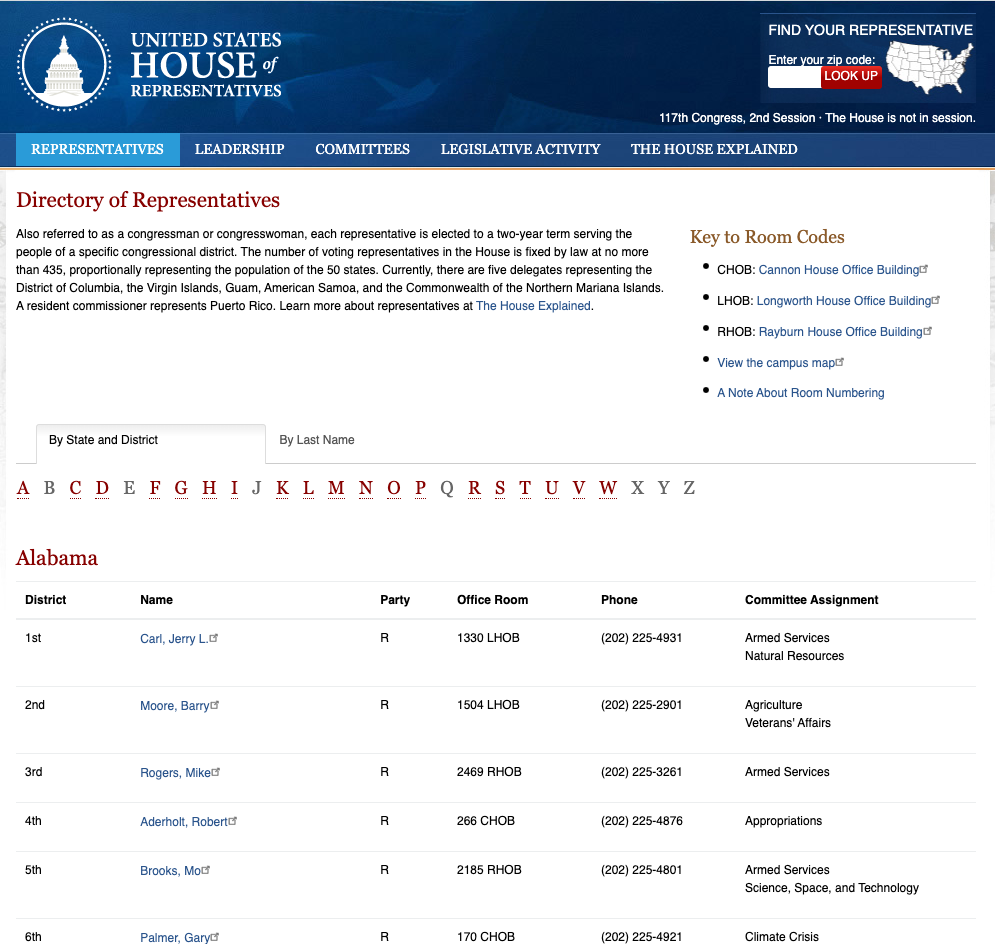 UNITED STATES
HOUSE of
REPRESENTATIVES
FIND YOUR REPRESENTATIVE
Enter your zip code:
LOOK UP
117th Congress, 2nd Session · The House is not in session.
REPRESENTATIVES LEADERSHIP COMMITTEES LEGISLATIVE ACTIVITY THE HOUSE EXPLAINED
Directory of Representatives
Also referred to as a congressman or congresswoman, each representative is elected to a two-year term serving the
people of a specific congressional district. The number of voting representatives in the House is fixed by law at no more
than 435, proportionally representing the population of the 50 states. Currently, there are five delegates representing the
District of Columbia, the Virgin Islands, Guam, American Samoa, and the Commonwealth of the Northern Mariana Islands.
A resident commissioner represents Puerto Rico. Learn more about representatives at The House Explained.
Key to Room Codes
• CHOB: Cannon House Office Building
• LHOB: Longworth House Office Building
• RHOB: Rayburn House Office Building
• View the campus map
• A Note About Room Numbering
By State and District By Last Name
A B C D E F G H I J K L M N O P Q R S T U V W X Y Z
Alabama
District Name Party Office Room Phone Committee Assignment
1st Carl, Jerry L. R 1330 LHOB (202) 225-4931 Armed Services
Natural Resources
2nd Moore, Barry R 1504 LHOB (202) 225-2901 Agriculture
Veterans' Affairs
3rd Rogers, Mike R 2469 RHOB (202) 225-3261 Armed Services
4th Aderholt, Robert R 266 CHOB (202) 225-4876 Appropriations
5th Brooks, Mo R 2185 RHOB (202) 225-4801 Armed Services
Science, Space, and Technology
6th Palmer, Gary R 170 CHOB (202) 225-4921 Climate Crisis